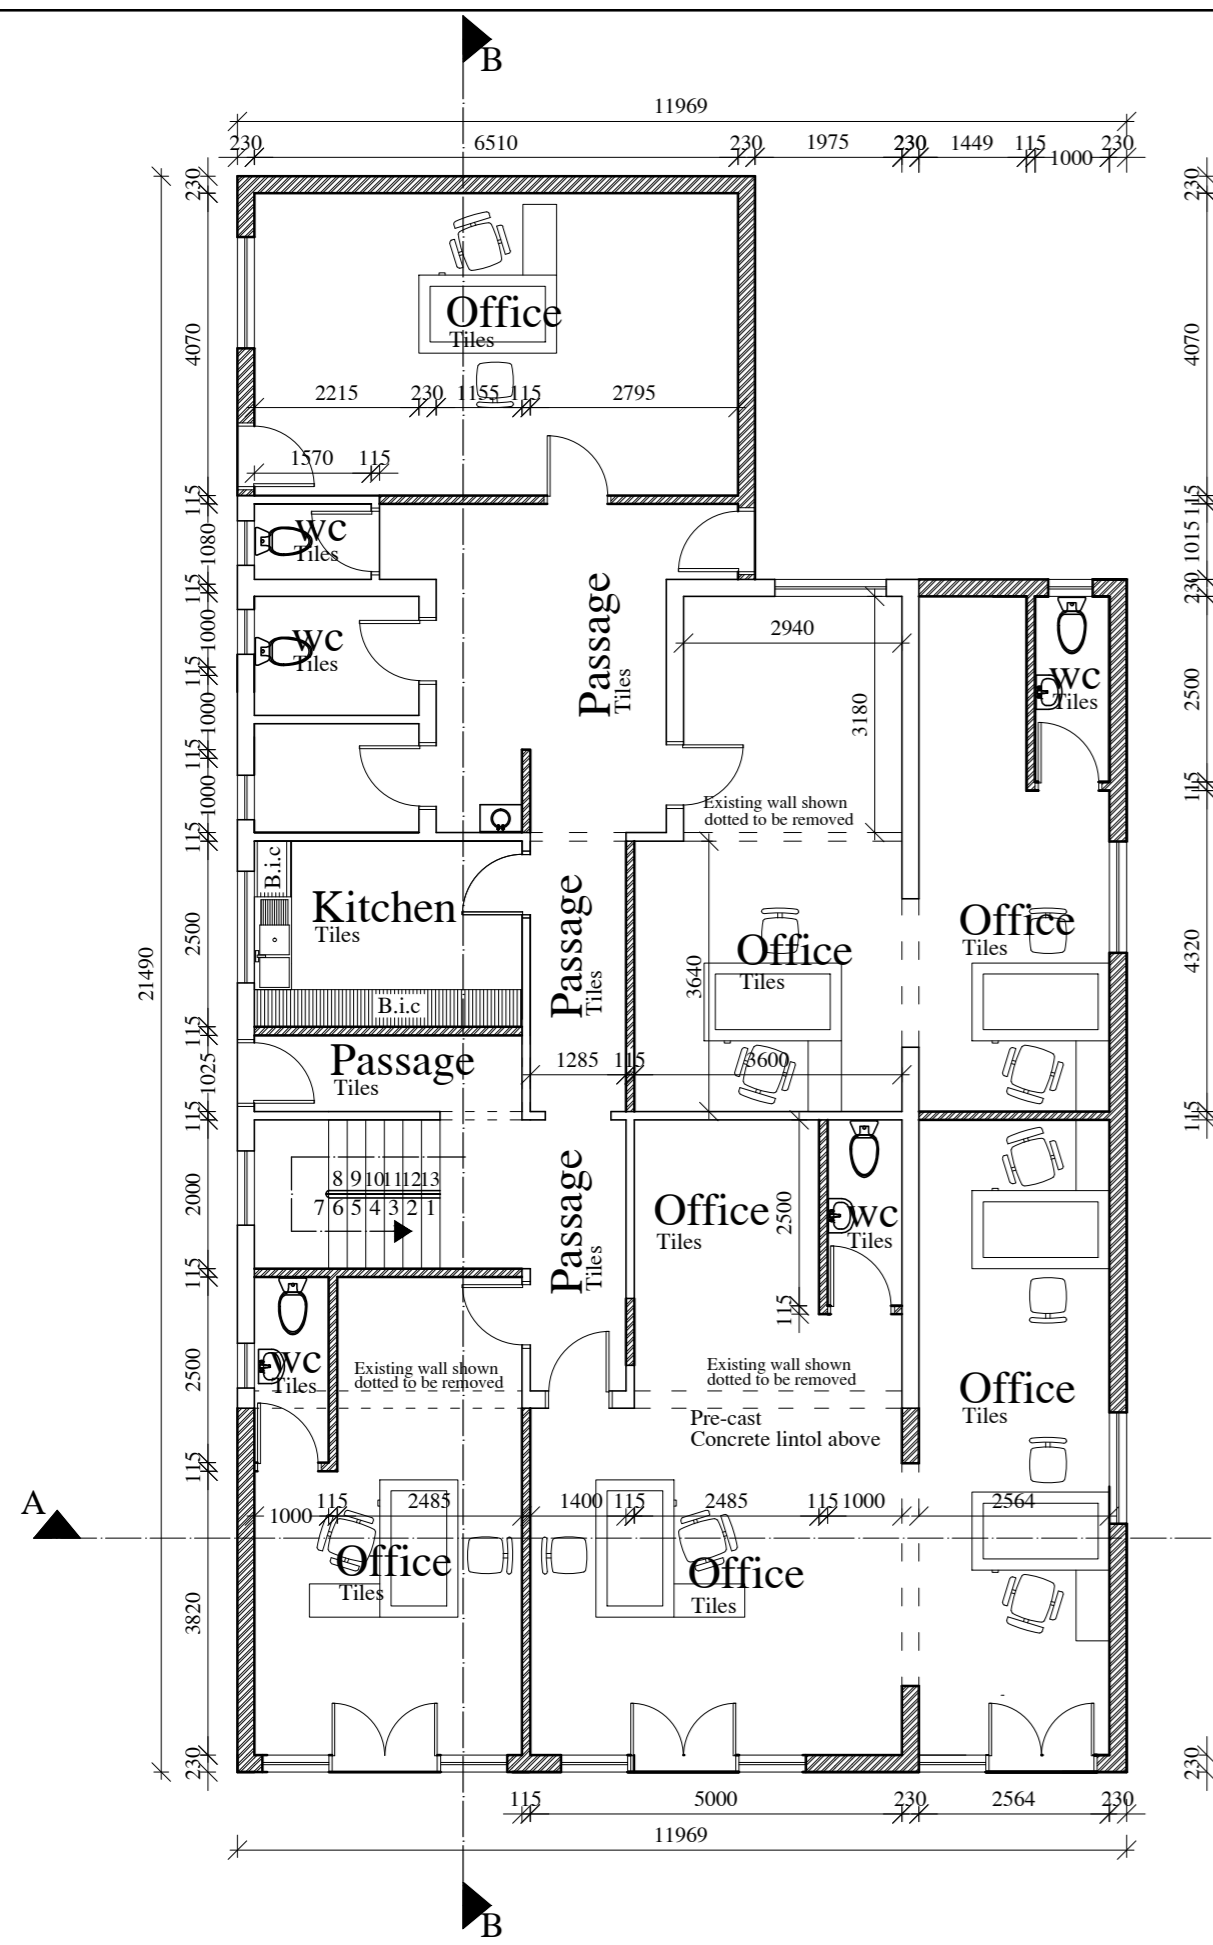 B
11969
230 6510 230 1975 230 1449 115 1000 230
230
230
Office
Tiles
4070
4070
2215 230 1155 115 2795
1570 115
115
115
wc
Tiles
1080
1015
115
230
Passage
Tiles
1000
wc
Tiles
2940
115
2500
wc
Tiles
3180
1000
115
1000
115
Existing wall shown
dotted to be removed
115
B.i.c
Kitchen
Tiles
Passage
Tiles
Office
Tiles
Office
Tiles
2500
21490
3640
4320
B.i.c
115
Passage
Tiles
1025
1285 115 3600
115
115
8 9 10 11 12 13
7 6 5 4 3 2 1
2000
Passage
Tiles
Office
Tiles
2500
wc
Tiles
115
115
wc
Tiles
2500
Existing wall shown
dotted to be removed
Existing wall shown
dotted to be removed
Office
Tiles
Pre-cast
Concrete lintol above
115
A
1000 115 2485 1400 115 2485 115 1000 2564
Office
Tiles
Office
Tiles
3820
230
230
115 5000 230 2564 230
11969
B